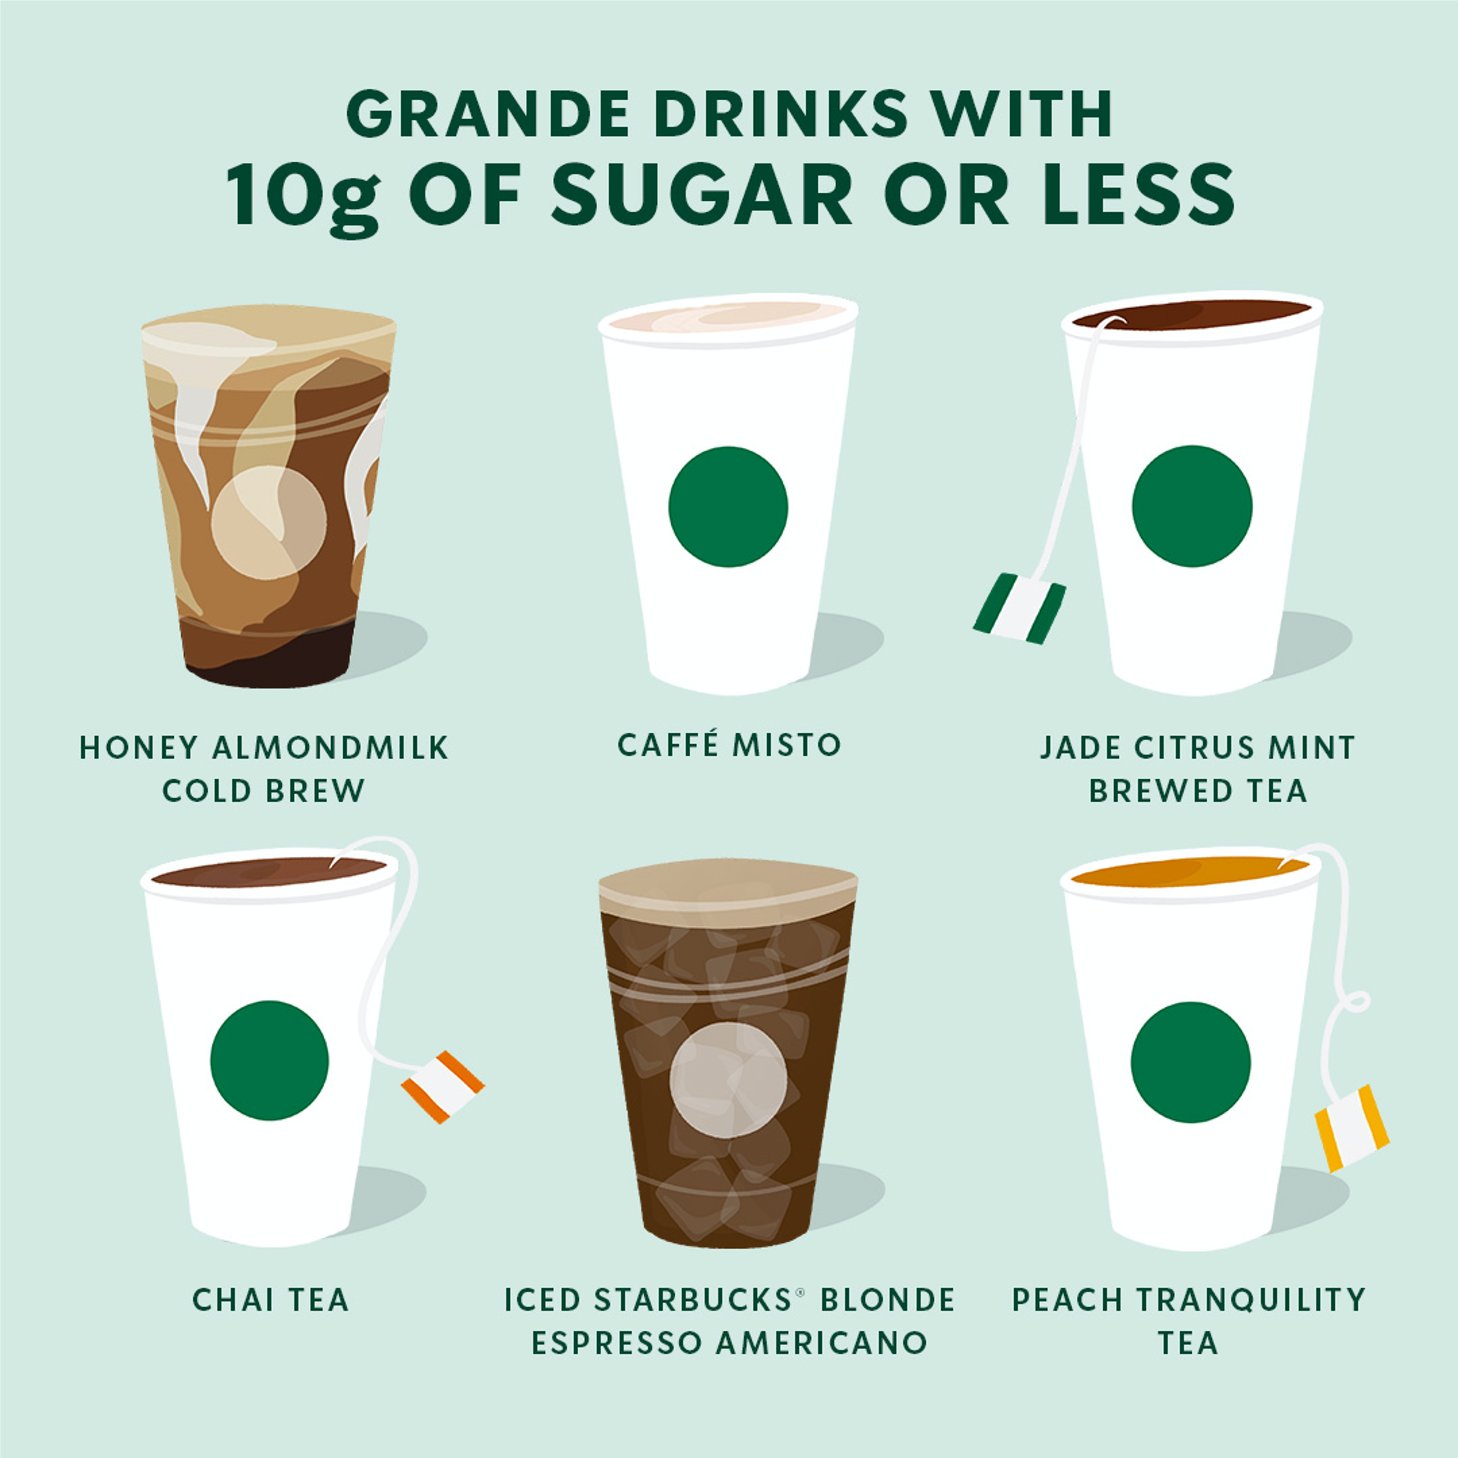 GRANDE DRINKS WITH
10g OF SUGAR OR LESS
HONEY ALMONDMILK
COLD BREW
CAFFÉ MISTO
JADE CITRUS MINT
BREWED TEA
CHAI TEA
ICED STARBUCKS® BLONDE
ESPRESSO AMERICANO
PEACH TRANQUILITY
TEA